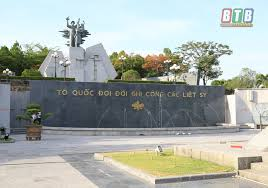 BTB
TỔ QUỐC ĐỜI ĐỜI GHI CÔNG CÁC LIỆT SỸ